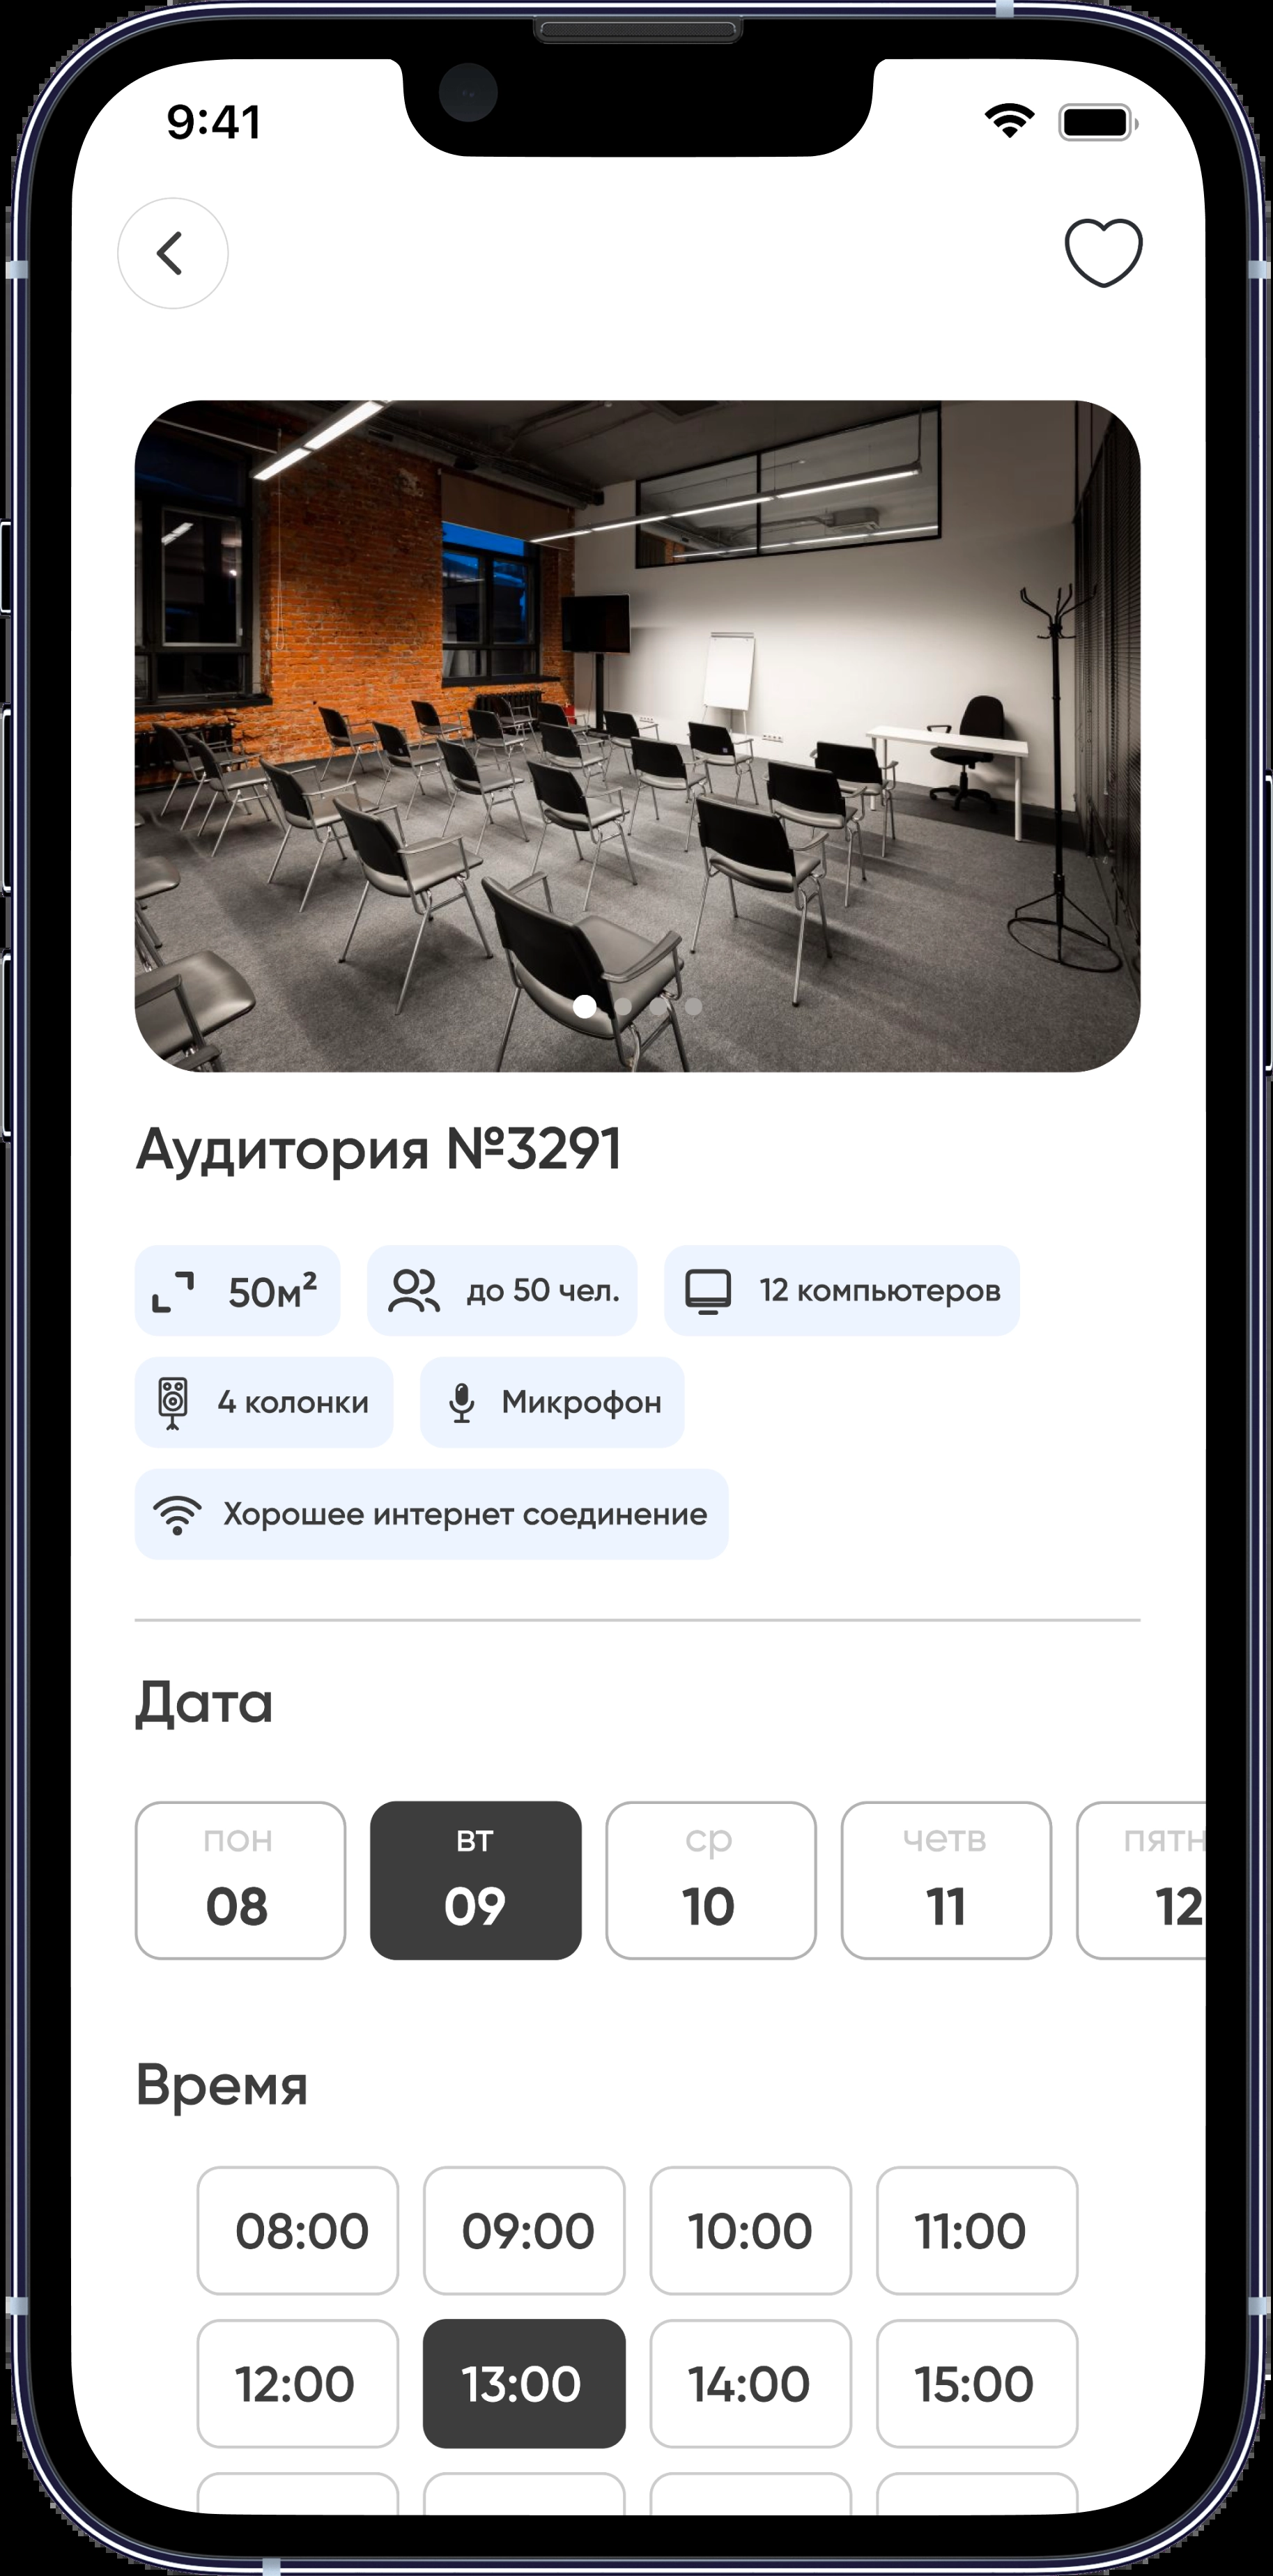 9:41
Аудитория №3291
50м² до 50 чел. 12 компьютеров
4 колонки Микрофон
Хорошее интернет соединение
Дата
пон вт ср четв пятн
08 09 10 11 12
Время
08:00 09:00 10:00 11:00
12:00 13:00 14:00 15:00